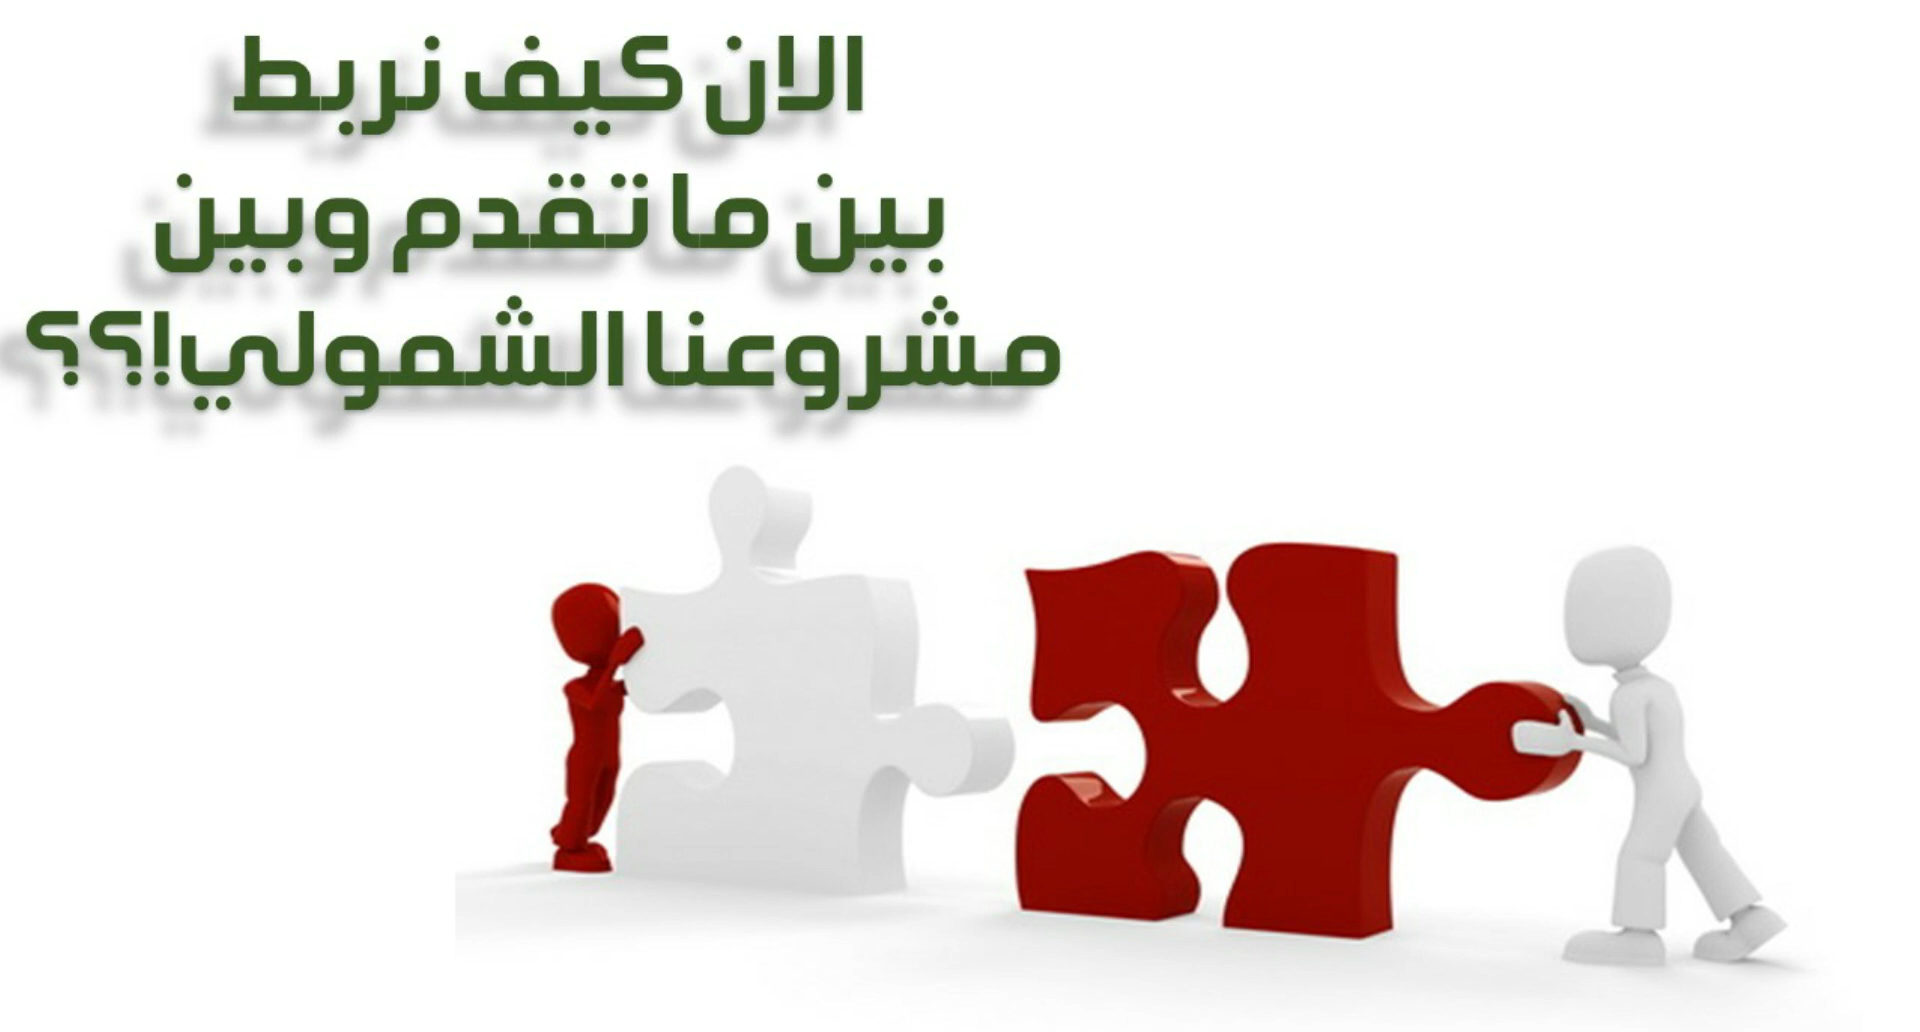 الان كيف نربط
بين ما تقدم وبين
مشروعنا الشمولي!؟؟